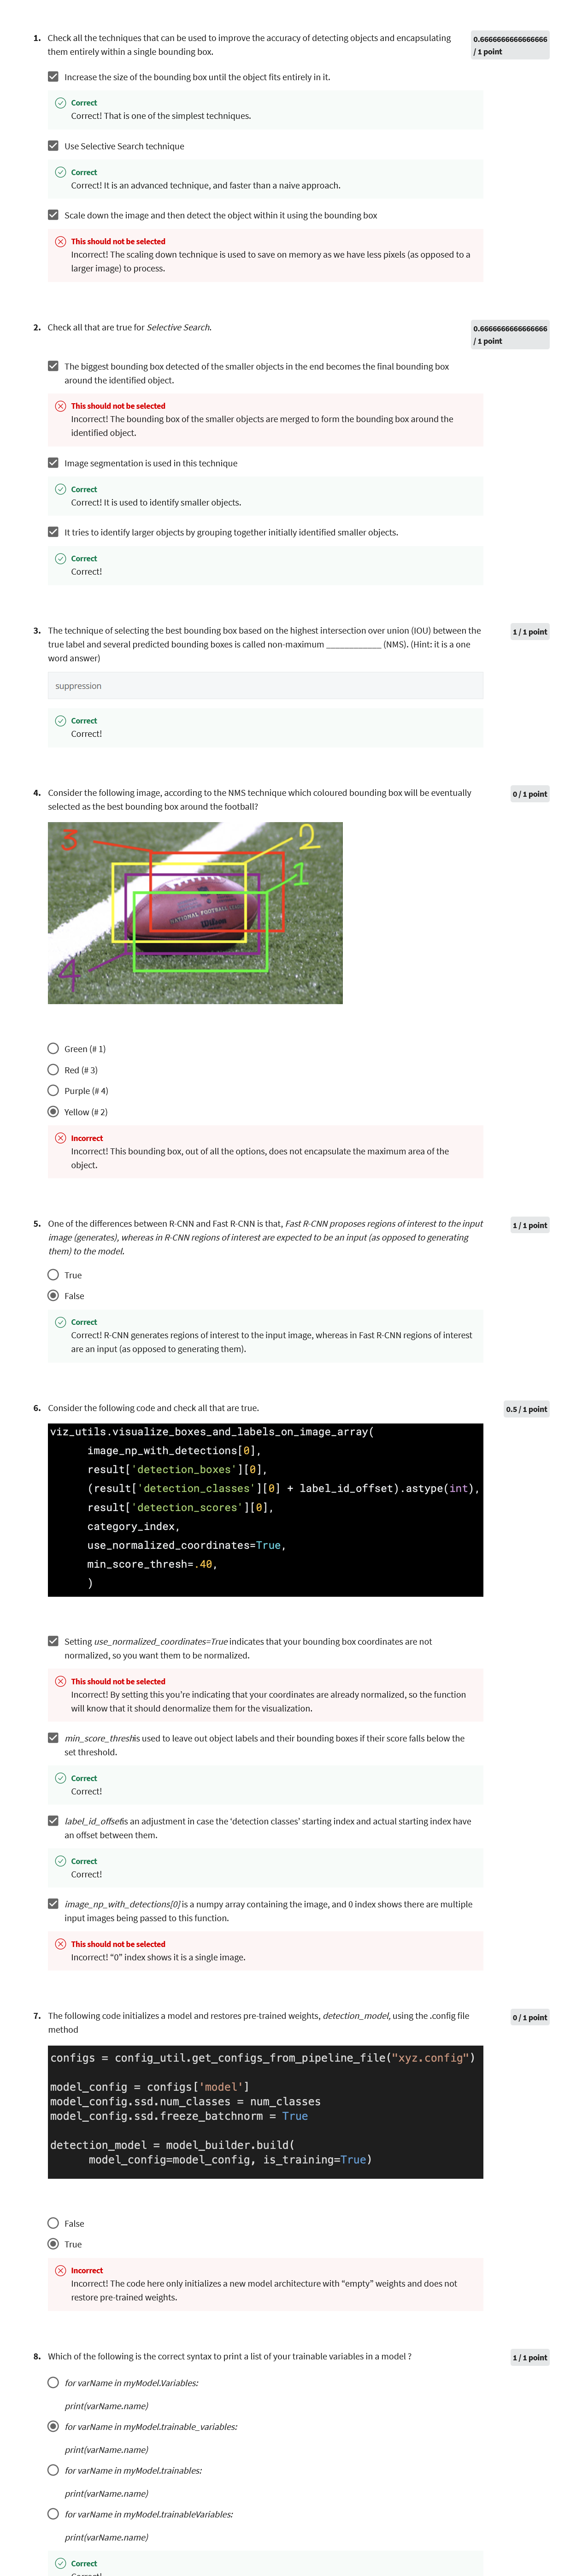 1. Check all the techniques that can be used to improve the accuracy of detecting objects and encapsulating
them entirely within a single bounding box.
0.6666666666666666
/ 1 point
Increase the size of the bounding box until the object fits entirely in it.
Correct
Correct! That is one of the simplest techniques.
Use Selective Search technique
Correct
Correct! It is an advanced technique, and faster than a naive approach.
Scale down the image and then detect the object within it using the bounding box
This should not be selected
Incorrect! The scaling down technique is used to save on memory as we have less pixels (as opposed to a
larger image) to process.
2. Check all that are true for Selective Search.
0.6666666666666666
/ 1 point
The biggest bounding box detected of the smaller objects in the end becomes the final bounding box
around the identified object.
This should not be selected
Incorrect! The bounding box of the smaller objects are merged to form the bounding box around the
identified object.
Image segmentation is used in this technique
Correct
Correct! It is used to identify smaller objects.
It tries to identify larger objects by grouping together initially identified smaller objects.
Correct
Correct!
3. The technique of selecting the best bounding box based on the highest intersection over union (IOU) between the
true label and several predicted bounding boxes is called non-maximum ____________ (NMS). (Hint: it is a one
word answer)
1 / 1 point
suppression
Correct
Correct!
4. Consider the following image, according to the NMS technique which coloured bounding box will be eventually
selected as the best bounding box around the football?
0 / 1 point
3
2
1
NATIONAL FOOTBALL
Wilson
4
Green (# 1)
Red (# 3)
Purple (# 4)
Yellow (# 2)
Incorrect
Incorrect! This bounding box, out of all the options, does not encapsulate the maximum area of the
object.
5. One of the differences between R-CNN and Fast R-CNN is that, Fast R-CNN proposes regions of interest to the input
image (generates), whereas in R-CNN regions of interest are expected to be an input (as opposed to generating
them) to the model.
1 / 1 point
True
False
Correct
Correct! R-CNN generates regions of interest to the input image, whereas in Fast R-CNN regions of interest
are an input (as opposed to generating them).
6. Consider the following code and check all that are true.
0.5 / 1 point
viz_utils.visualize_boxes_and_labels_on_image_array(
image_np_with_detections[0],
result['detection_boxes'][0],
(result['detection_classes'][0] + label_id_offset).astype(int),
result['detection_scores'][0],
category_index,
use_normalized_coordinates=True,
min_score_thresh=.40,
)
Setting use_normalized_coordinates=True indicates that your bounding box coordinates are not
normalized, so you want them to be normalized.
This should not be selected
Incorrect! By setting this you're indicating that your coordinates are already normalized, so the function
will know that it should denormalize them for the visualization.
min_score_threshis used to leave out object labels and their bounding boxes if their score falls below the
set threshold.
Correct
Correct!
label_id_offsetis an adjustment in case the ‘detection classes’ starting index and actual starting index have
an offset between them.
Correct
Correct!
image_np_with_detections[0] is a numpy array containing the image, and 0 index shows there are multiple
input images being passed to this function.
This should not be selected
Incorrect! “0” index shows it is a single image.
7. The following code initializes a model and restores pre-trained weights, detection_model, using the .config file
method
0 / 1 point
configs = config_util.get_configs_from_pipeline_file("xyz.config")
model_config = configs['model']
model_config.ssd.num_classes = num_classes
model_config.ssd.freeze_batchnorm = True
detection_model = model_builder.build(
model_config=model_config, is_training=True)
False
True
Incorrect
Incorrect! The code here only initializes a new model architecture with “empty” weights and does not
restore pre-trained weights.
8. Which of the following is the correct syntax to print a list of your trainable variables in a model ?
1 / 1 point
for varName in myModel.Variables:
print(varName.name)
for varName in myModel.trainable_variables:
print(varName.name)
for varName in myModel.trainables:
print(varName.name)
for varName in myModel.trainableVariables:
print(varName.name)
Correct